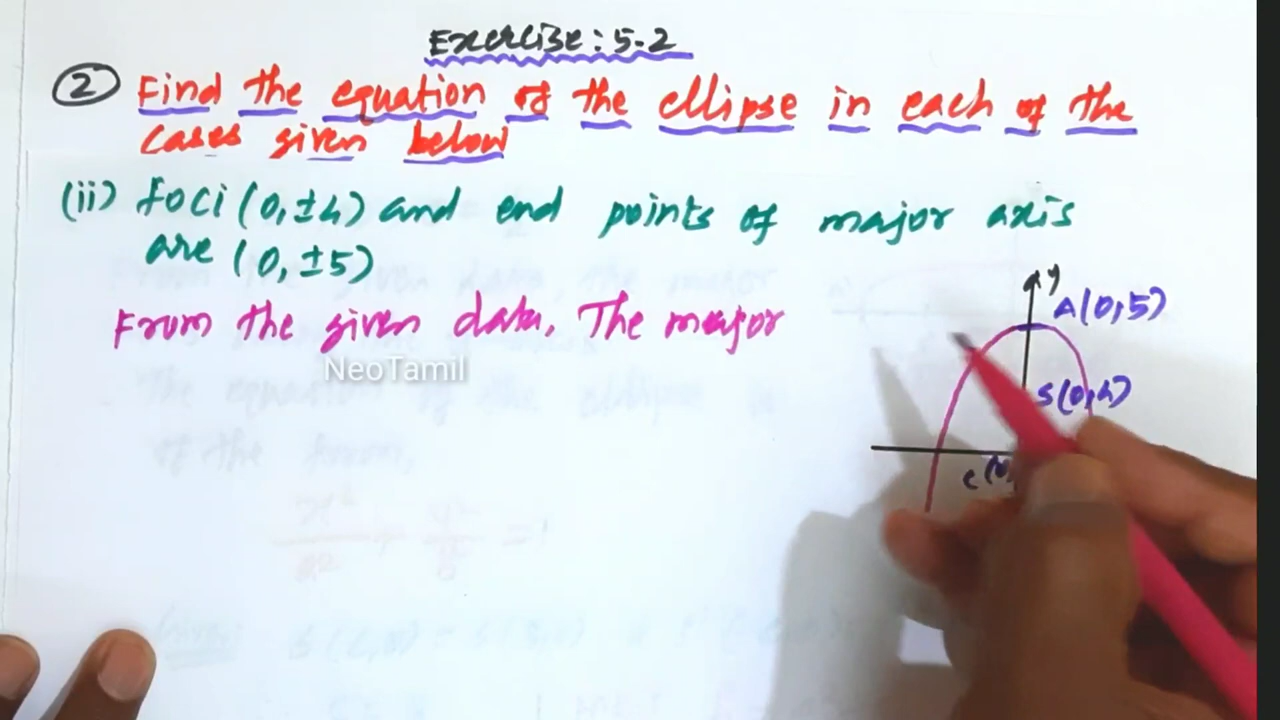 Exercise: 5.2
② Find the equation of the ellipse in each of the
cases given below
(ii) foci (0, ±4) and end points of major axis
are (0, ±5)
From the given data, The major
NeoTamil
y
A(0,5)
S(0,4)